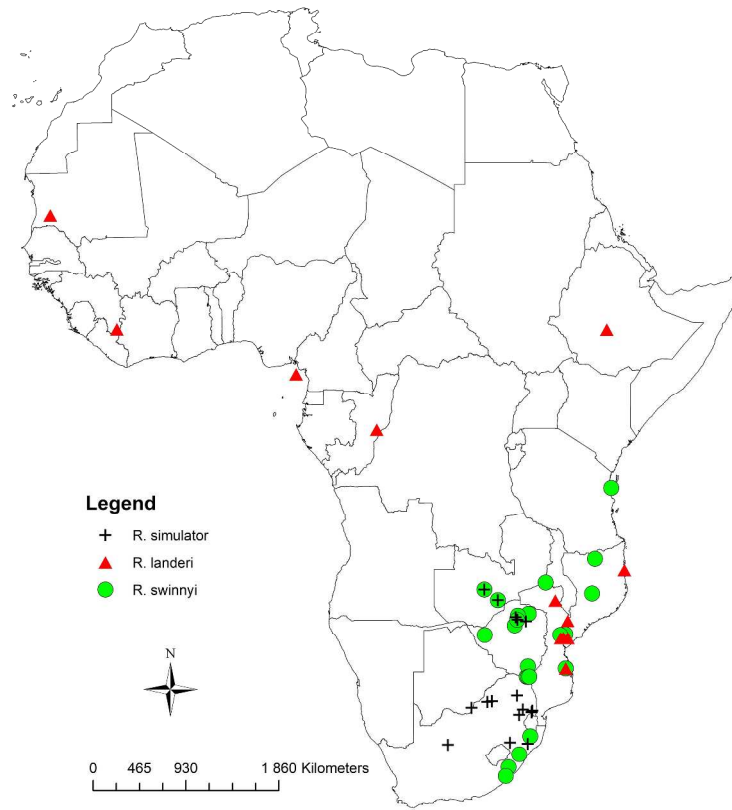 Legend
R. simulator
R. landeri
R. swinnyi
N
0 465 930 1 860 Kilometers